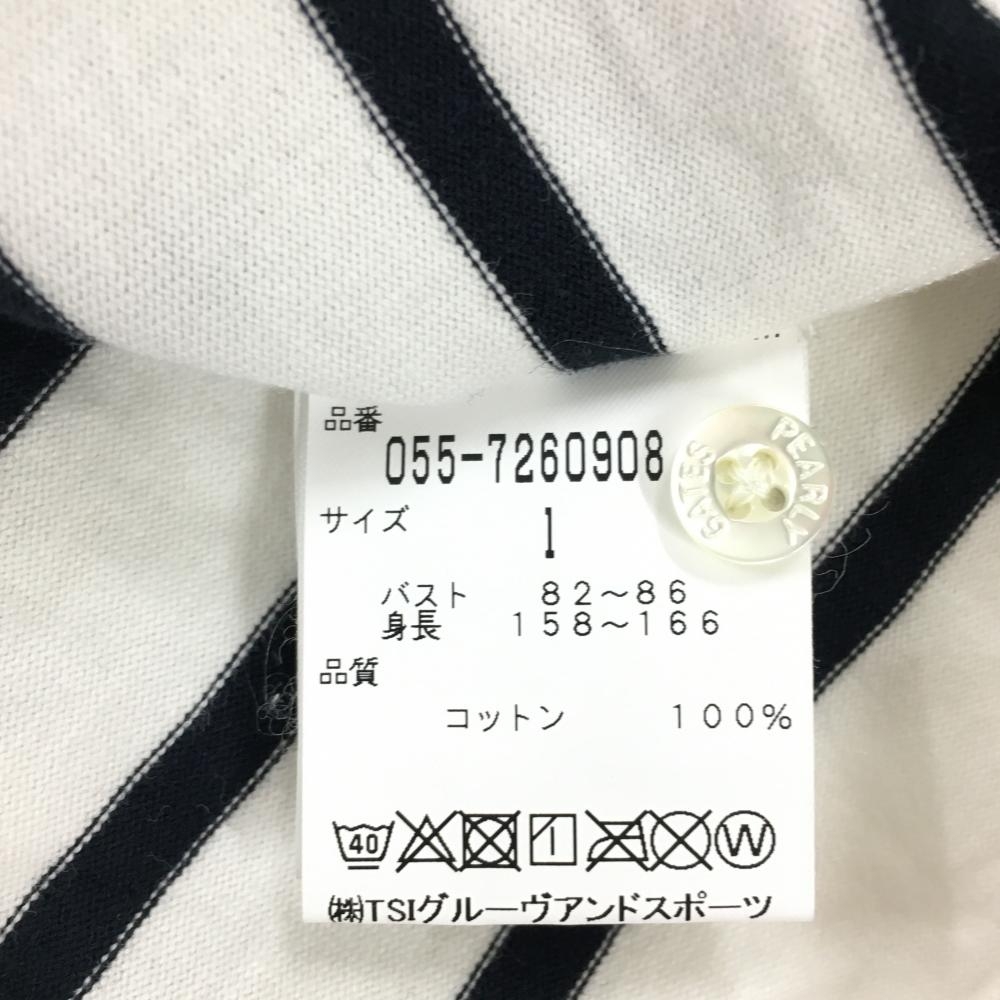 品番
055-7260908
サイズ 1
バスト 82~86
身長 158~166
品質
コットン 100%
40 W
㈱TSIグルーヴアンドスポーツ
PEARLY GATES